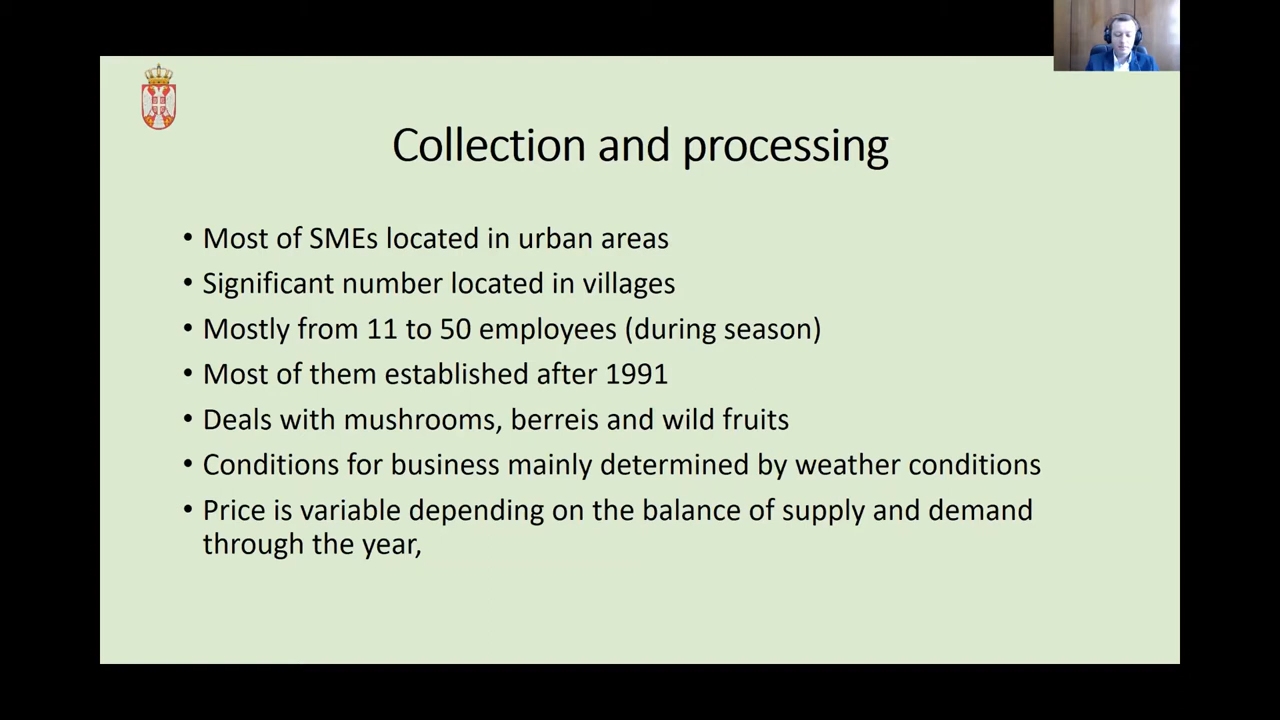 Collection and processing
• Most of SMEs located in urban areas
• Significant number located in villages
• Mostly from 11 to 50 employees (during season)
• Most of them established after 1991
• Deals with mushrooms, berreis and wild fruits
• Conditions for business mainly determined by weather conditions
• Price is variable depending on the balance of supply and demand
through the year,